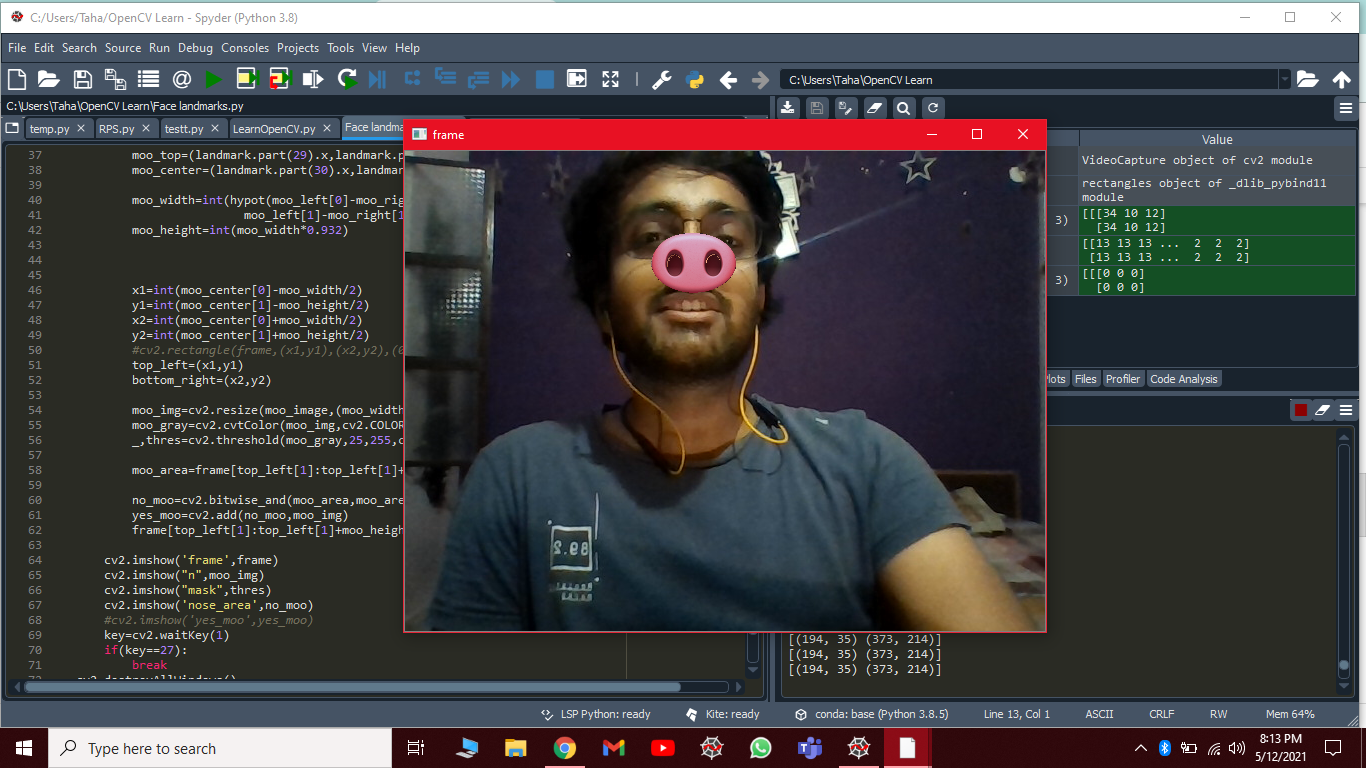 C:/Users/Taha/OpenCV Learn - Spyder (Python 3.8)
File Edit Search Source Run Debug Consoles Projects Tools View Help
C:\Users\Taha\OpenCV Learn
C:\Users\Taha\OpenCV Learn\Face landmarks.py
temp.py RPS.py testt.py LearnOpenCV.py Face landma
frame
Value
VideoCapture object of cv2 module
rectangles object of _dlib_pybind11
module
3) [[[34 10 12]
[34 10 12]
[[13 13 13 ... 2 2 2]
[13 13 13 ... 2 2 2]
3) [[[0 0 0]
[0 0 0]
lots Files Profiler Code Analysis
37 moo_top=(landmark.part(29).x,landmark.p
38 moo_center=(landmark.part(30).x,landmar
39
40 moo_width=int(hypot(moo_left[0]-moo_rig
41 moo_left[1]-moo_right[1
42 moo_height=int(moo_width*0.932)
43
44
45
46 x1=int(moo_center[0]-moo_width/2)
47 y1=int(moo_center[1]-moo_height/2)
48 x2=int(moo_center[0]+moo_width/2)
49 y2=int(moo_center[1]+moo_height/2)
50 #cv2.rectangle(frame,(x1,y1),(x2,y2),(0
51 top_left=(x1,y1)
52 bottom_right=(x2,y2)
53
54 moo_img=cv2.resize(moo_image,(moo_width
55 moo_gray=cv2.cvtColor(moo_img,cv2.COLOR
56 _,thres=cv2.threshold(moo_gray,25,255,c
57
58 moo_area=frame[top_left[1]:top_left[1]+
59
60 no_moo=cv2.bitwise_and(moo_area,moo_are
61 yes_moo=cv2.add(no_moo,moo_img)
62 frame[top_left[1]:top_left[1]+moo_heigh
63
64 cv2.imshow('frame',frame)
65 cv2.imshow("n",moo_img)
66 cv2.imshow("mask",thres)
67 cv2.imshow('nose_area',no_moo)
68 #cv2.imshow('yes_moo',yes_moo)
69 key=cv2.waitKey(1)
70 if(key==27):
71 break
72 cv2.destroyAllWindows()
[(194, 35) (373, 214)]
[(194, 35) (373, 214)]
[(194, 35) (373, 214)]
LSP Python: ready Kite: ready conda: base (Python 3.8.5) Line 13, Col 1 ASCII CRLF RW Mem 64%
Type here to search
8:13 PM
5/12/2021